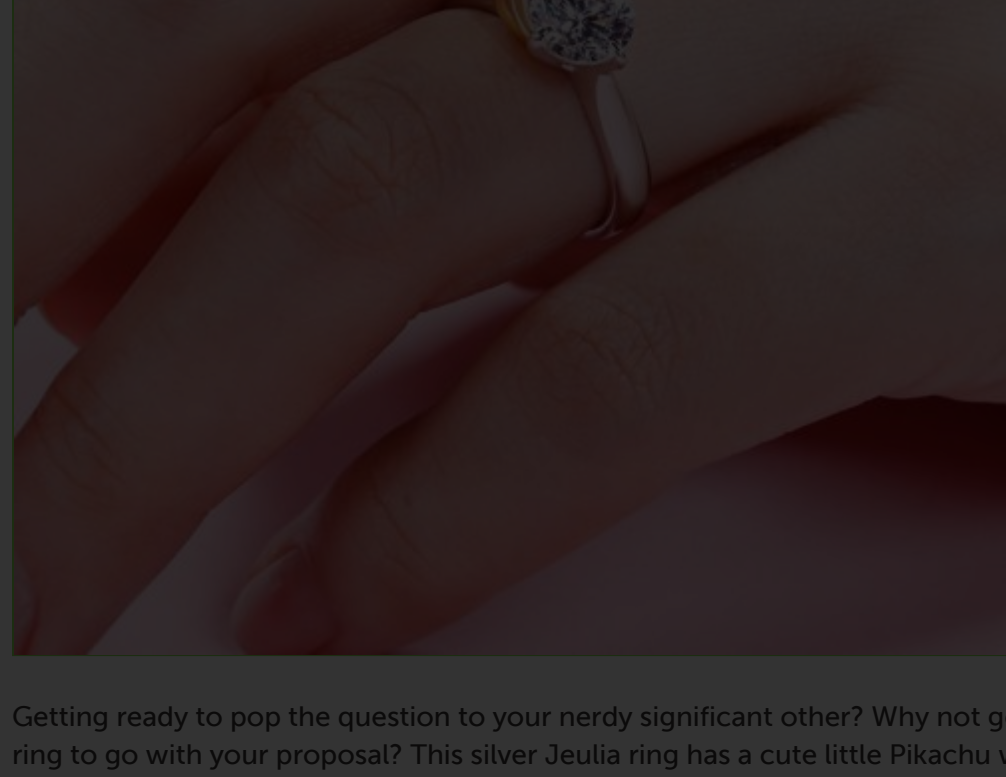 Getting ready to pop the question to your nerdy significant other? Why not
ring to go with your proposal? This silver Jeulia ring has a cute little Pikachu